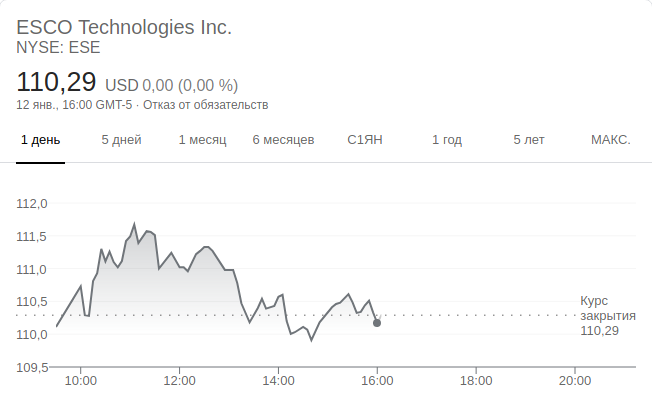 ESCO Technologies Inc.
NYSE: ESE
110,29 USD 0,00 (0,00 %)
12 янв., 16:00 GMT-5 · Отказ от обязательств
1 день 5 дней 1 месяц 6 месяцев С1ЯН 1 год 5 лет МАКС.
112,0
111,5
111,0
110,5
110,0
109,5
Курс
закрытия
110,29
10:00 12:00 14:00 16:00 18:00 20:00